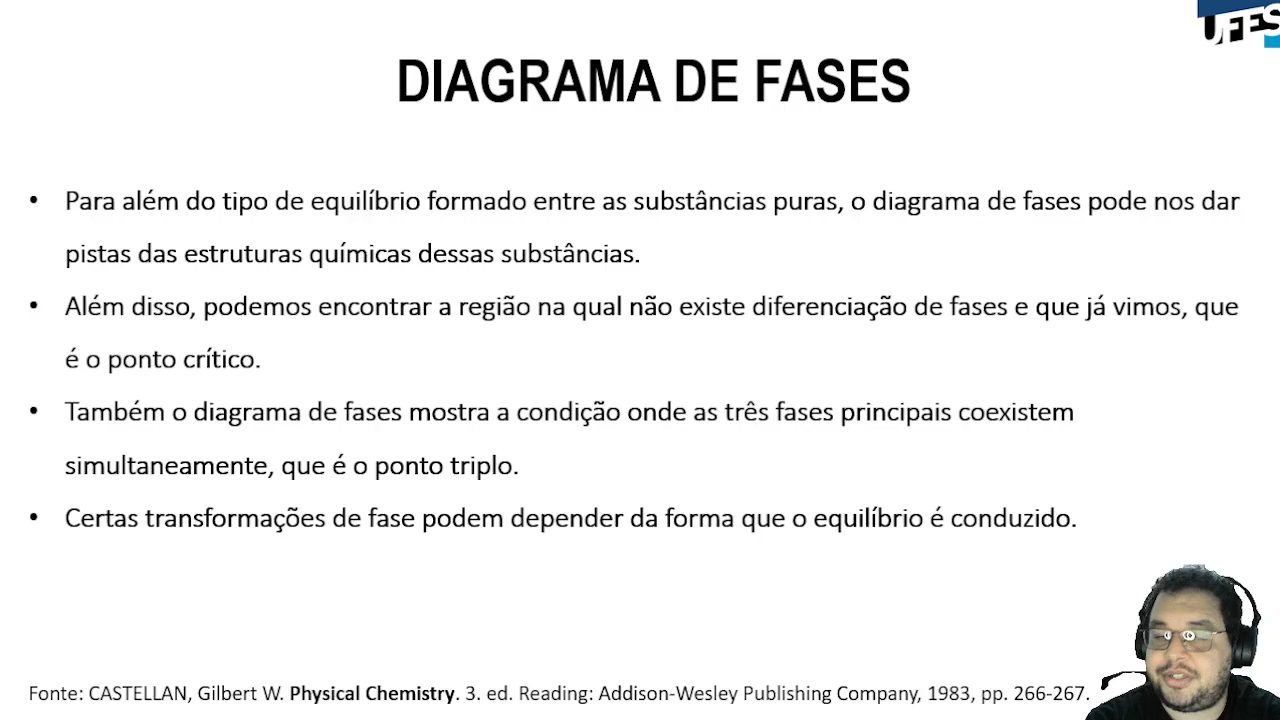 UFES
DIAGRAMA DE FASES
• Para além do tipo de equilíbrio formado entre as substâncias puras, o diagrama de fases pode nos dar
pistas das estruturas químicas dessas substâncias.
• Além disso, podemos encontrar a região na qual não existe diferenciação de fases e que já vimos, que
é o ponto crítico.
• Também o diagrama de fases mostra a condição onde as três fases principais coexistem
simultaneamente, que é o ponto triplo.
• Certas transformações de fase podem depender da forma que o equilíbrio é conduzido.
Fonte: CASTELLAN, Gilbert W. Physical Chemistry. 3. ed. Reading: Addison-Wesley Publishing Company, 1983, pp. 266-267.